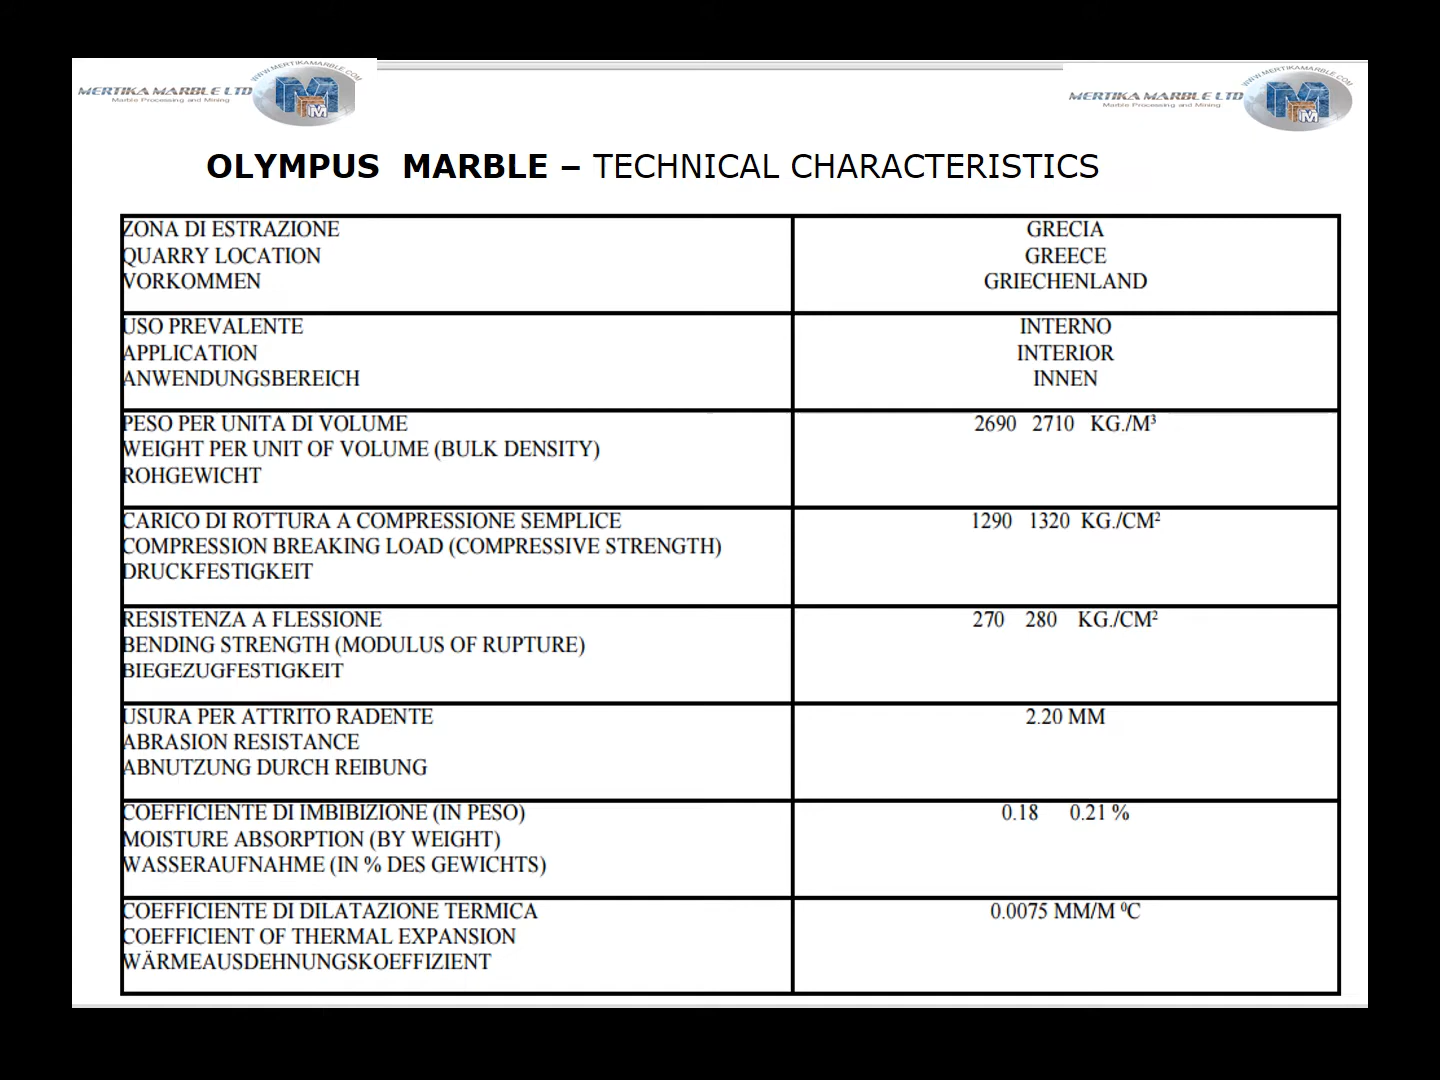 WWW.MERTIKAMARBLE.COM
MERTIKA MARBLE LTD
Marble Processing and Mining
M
WWW.MERTIKAMARBLE.COM
MERTIKA MARBLE LTD
Marble Processing and Mining
M
OLYMPUS MARBLE – TECHNICAL CHARACTERISTICS
ZONA DI ESTRAZIONE
QUARRY LOCATION
VORKOMMEN
GRECIA
GREECE
GRIECHENLAND
USO PREVALENTE
APPLICATION
ANWENDUNGSBEREICH
INTERNO
INTERIOR
INNEN
PESO PER UNITA DI VOLUME
WEIGHT PER UNIT OF VOLUME (BULK DENSITY)
ROHGEWICHT
2690 2710 KG./M³
CARICO DI ROTTURA A COMPRESSIONE SEMPLICE
COMPRESSION BREAKING LOAD (COMPRESSIVE STRENGTH)
DRUCKFESTIGKEIT
1290 1320 KG./CM²
RESISTENZA A FLESSIONE
BENDING STRENGTH (MODULUS OF RUPTURE)
BIEGEZUGFESTIGKEIT
270 280 KG./CM²
USURA PER ATTRITO RADENTE
ABRASION RESISTANCE
ABNUTZUNG DURCH REIBUNG
2.20 MM
COEFFICIENTE DI IMBIBIZIONE (IN PESO)
MOISTURE ABSORPTION (BY WEIGHT)
WASSERAUFNAHME (IN % DES GEWICHTS)
0.18 0.21 %
COEFFICIENTE DI DILATAZIONE TERMICA
COEFFICIENT OF THERMAL EXPANSION
WÄRMEAUSDEHNUNGSKOEFFIZIENT
0.0075 MM/M ⁰C